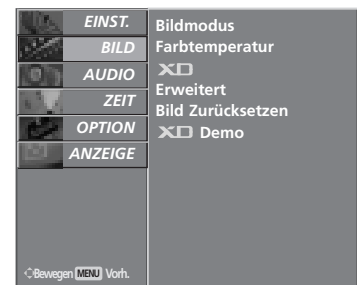 EINST.
BILD
AUDIO
ZEIT
OPTION
ANZEIGE
Bewegen MENU Vorh.
Bildmodus
Farbtemperatur
XD
Erweitert
Bild Zurücksetzen
XD Demo